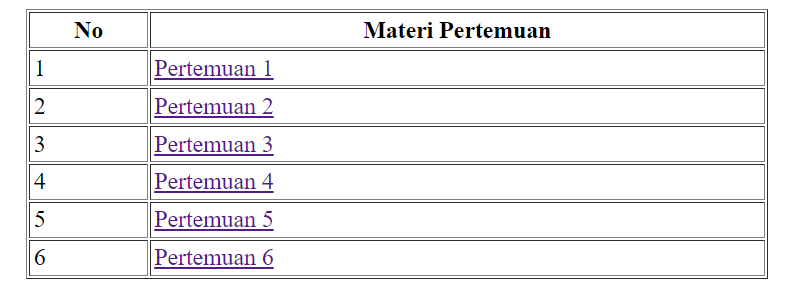 No Materi Pertemuan
1 Pertemuan 1
2 Pertemuan 2
3 Pertemuan 3
4 Pertemuan 4
5 Pertemuan 5
6 Pertemuan 6